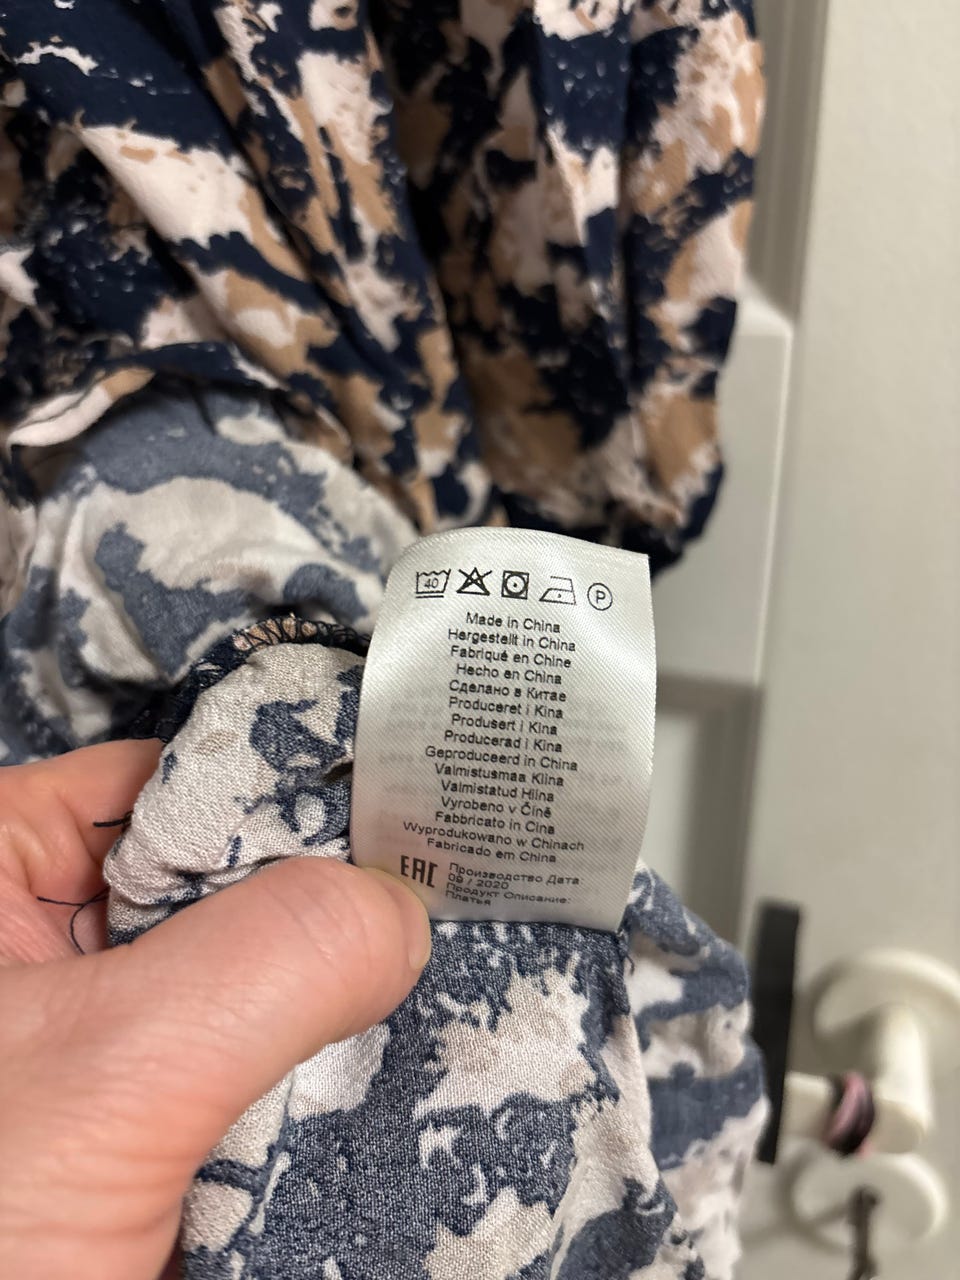 40 P
Made in China
Hergestellt in China
Fabriqué en Chine
Hecho en China
Сделано в Китае
Produceret i Kina
Produsert i Kina
Producerad i Kina
Geproduceerd in China
Valmistusmaa Kiina
Valmistatud Hiina
Vyrobeno v Číně
Fabbricato in Cina
Wyprodukowano w Chinach
Fabricado em China
EAC Производство Дата:
09 / 2020
Продукт Описание:
Платья